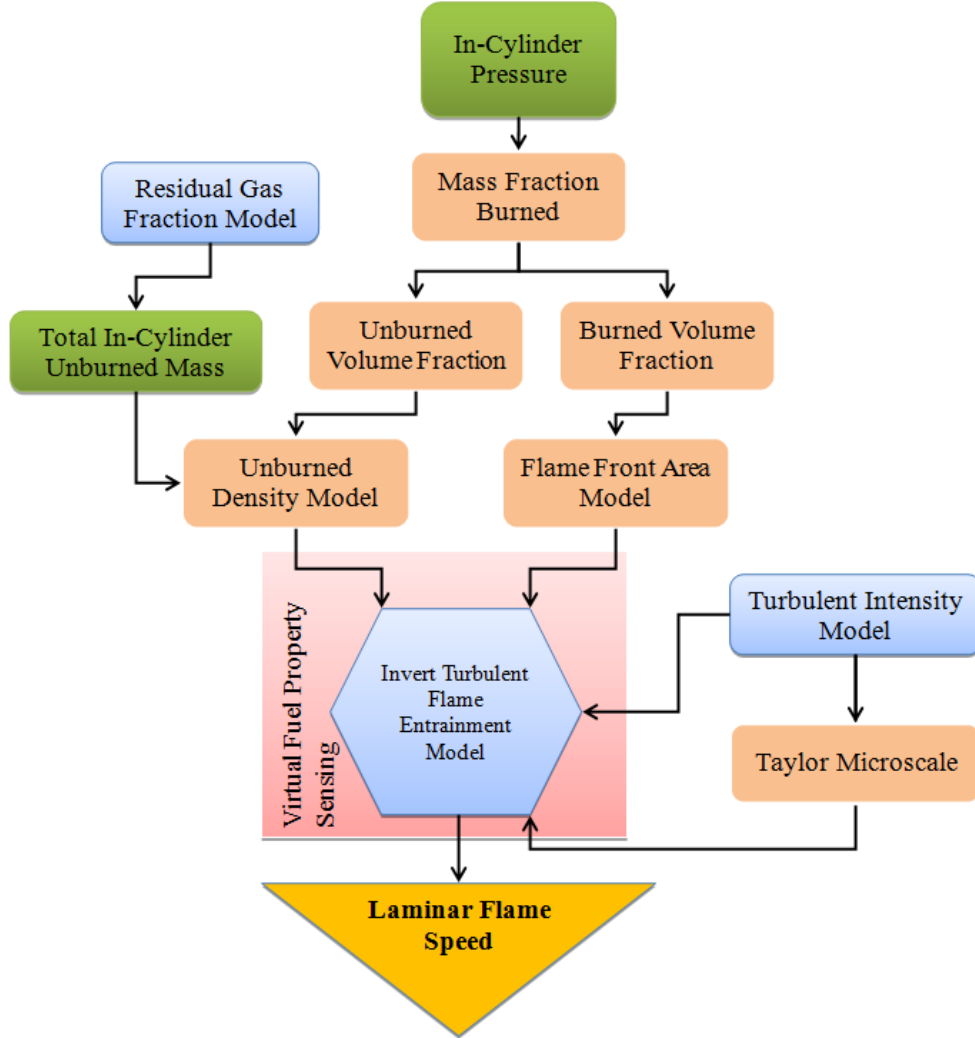 In-Cylinder
Pressure
Mass Fraction
Burned
Residual Gas
Fraction Model
Total In-Cylinder
Unburned Mass
Unburned
Volume Fraction
Burned Volume
Fraction
Unburned
Density Model
Flame Front Area
Model
Virtual Fuel Property
Sensing
Invert Turbulent
Flame
Entrainment
Model
Turbulent Intensity
Model
Taylor Microscale
Laminar Flame
Speed